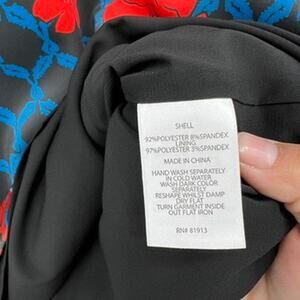 SHELL
92%POLYESTER 8%SPANDEX
LINING
97%POLYESTER 3%SPANDEX
MADE IN CHINA
HAND WASH SEPARATELY
IN COLD WATER
WASH DARK COLOR
SEPARATELY
RESHAPE WHILST DAMP
DRY FLAT
TURN GARMENT INSIDE
OUT FLAT IRON
RN# 81913